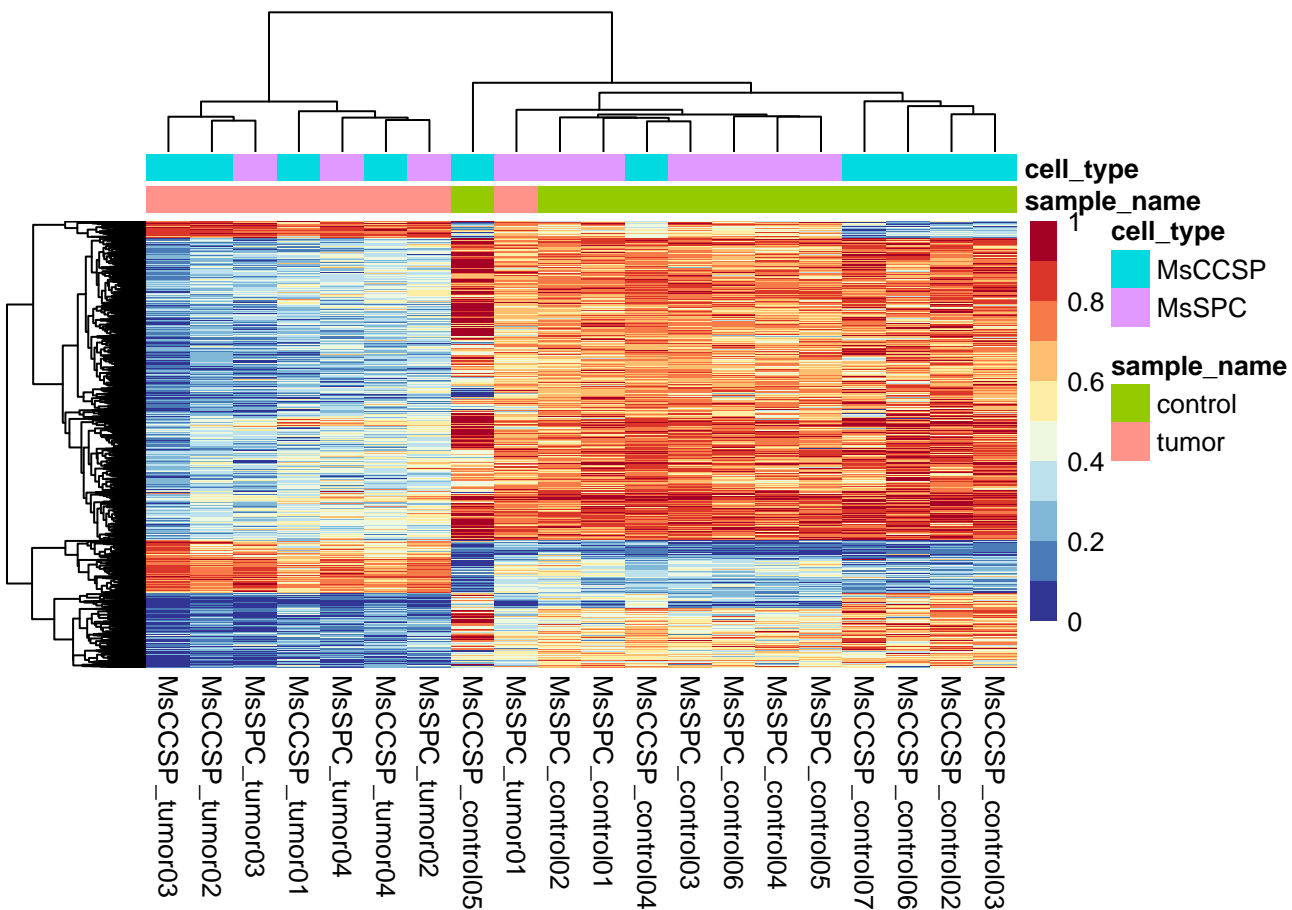 cell_type
sample_name
1
0.8
0.6
0.4
0.2
0
cell_type
MsCCSP
MsSPC
sample_name
control
tumor
MsCCSP_tumor03
MsCCSP_tumor02
MsSPC_tumor03
MsCCSP_tumor01
MsSPC_tumor04
MsCCSP_tumor04
MsSPC_tumor02
MsCCSP_control05
MsSPC_tumor01
MsSPC_control02
MsSPC_control01
MsCCSP_control04
MsSPC_control03
MsSPC_control06
MsSPC_control04
MsSPC_control05
MsCCSP_control07
MsCCSP_control06
MsCCSP_control02
MsCCSP_control03